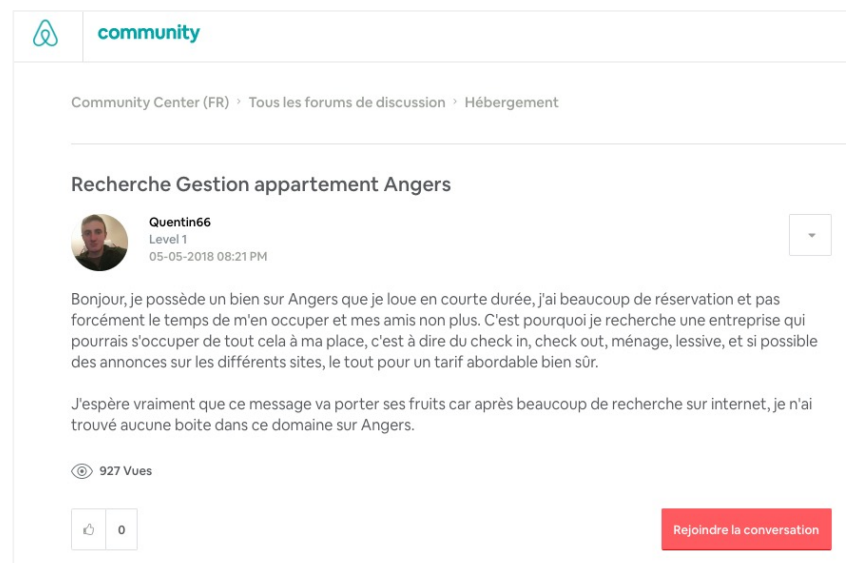 community
Community Center (FR) › Tous les forums de discussion › Hébergement
Recherche Gestion appartement Angers
Quentin66
Level 1
05-05-2018 08:21 PM
Bonjour, je possède un bien sur Angers que je loue en courte durée, j'ai beaucoup de réservation et pas
forcément le temps de m'en occuper et mes amis non plus. C'est pourquoi je recherche une entreprise qui
pourrais s'occuper de tout cela à ma place, c'est à dire du check in, check out, ménage, lessive, et si possible
des annonces sur les différents sites, le tout pour un tarif abordable bien sûr.
J'espère vraiment que ce message va porter ses fruits car après beaucoup de recherche sur internet, je n'ai
trouvé aucune boite dans ce domaine sur Angers.
927 Vues
0
Rejoindre la conversation